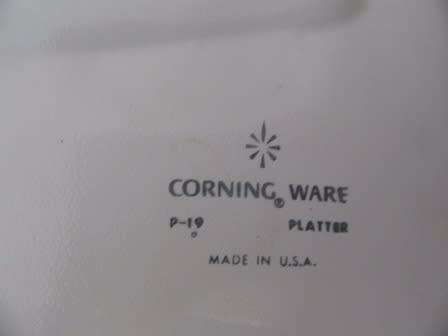 CORNING® WARE
P-19 PLATTER
MADE IN U.S.A.